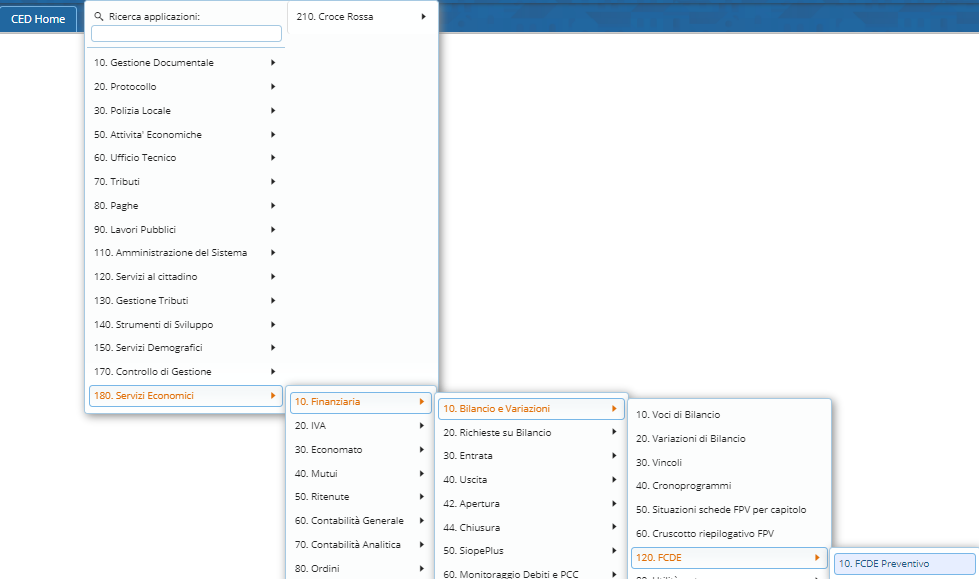 CED Home
Ricerca applicazioni:
10. Gestione Documentale
20. Protocollo
30. Polizia Locale
50. Attivita' Economiche
60. Ufficio Tecnico
70. Tributi
80. Paghe
90. Lavori Pubblici
110. Amministrazione del Sistema
120. Servizi al cittadino
130. Gestione Tributi
140. Strumenti di Sviluppo
150. Servizi Demografici
170. Controllo di Gestione
180. Servizi Economici
210. Croce Rossa
10. Finanziaria
20. IVA
30. Economato
40. Mutui
50. Ritenute
60. Contabilità Generale
70. Contabilità Analitica
80. Ordini
10. Bilancio e Variazioni
20. Richieste su Bilancio
30. Entrata
40. Uscita
42. Apertura
44. Chiusura
50. SiopePlus
60. Monitoraggio Debiti e PCC
10. Voci di Bilancio
20. Variazioni di Bilancio
30. Vincoli
40. Cronoprogrammi
50. Situazioni schede FPV per capitolo
60. Cruscotto riepilogativo FPV
120. FCDE
10. FCDE Preventivo